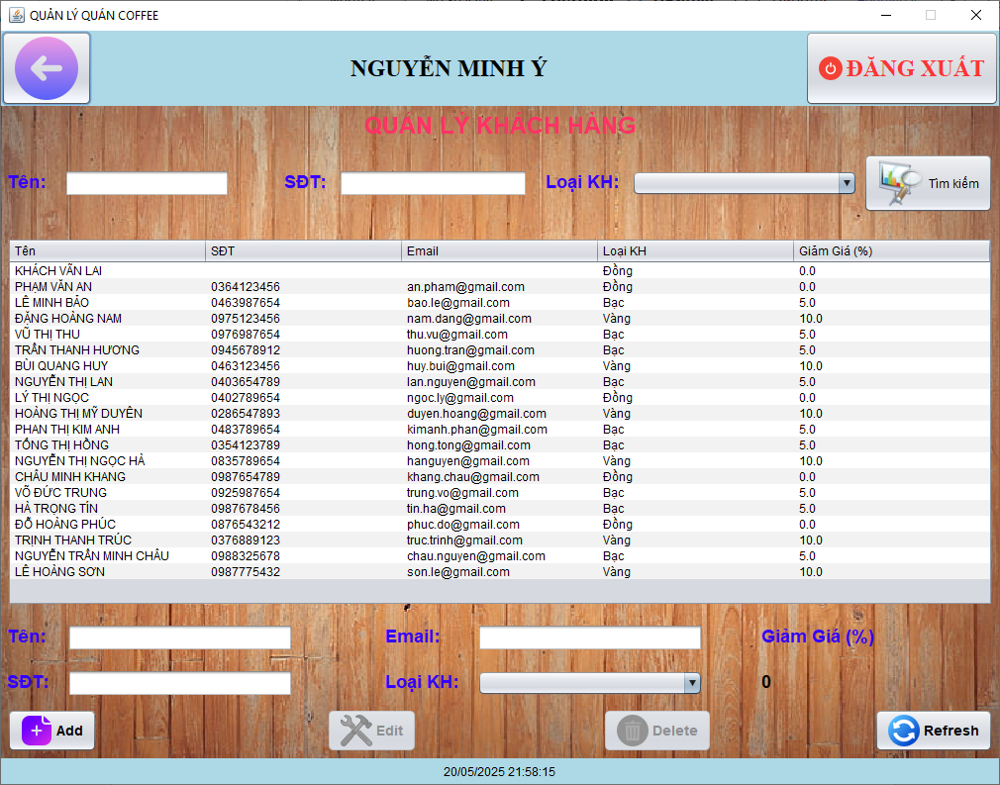 QUẢN LÝ QUÁN COFFEE
NGUYỄN MINH Ý
ĐĂNG XUẤT
QUẢN LÝ KHÁCH HÀNG
Tên: SĐT: Loại KH: Tìm kiếm
Tên SĐT Email Loại KH Giảm Giá (%)
KHÁCH VÃN LAI Đồng 0.0
PHẠM VĂN AN 0364123456 an.pham@gmail.com Đồng 0.0
LÊ MINH BẢO 0463987654 bao.le@gmail.com Bạc 5.0
ĐẶNG HOÀNG NAM 0975123456 nam.dang@gmail.com Vàng 10.0
VŨ THỊ THU 0976987654 thu.vu@gmail.com Bạc 5.0
TRẦN THANH HƯƠNG 0945678912 huong.tran@gmail.com Bạc 5.0
BÙI QUANG HUY 0463123456 huy.bui@gmail.com Vàng 10.0
NGUYỄN THỊ LAN 0403654789 lan.nguyen@gmail.com Bạc 5.0
LÝ THỊ NGỌC 0402789654 ngoc.ly@gmail.com Đồng 0.0
HOÀNG THỊ MỸ DUYÊN 0286547893 duyen.hoang@gmail.com Vàng 10.0
PHAN THỊ KIM ANH 0483789654 kimanh.phan@gmail.com Bạc 5.0
TỐNG THỊ HỒNG 0354123789 hong.tong@gmail.com Bạc 5.0
NGUYỄN THỊ NGỌC HÀ 0835789654 hanguyen@gmail.com Vàng 10.0
CHÂU MINH KHANG 0987654789 khang.chau@gmail.com Đồng 0.0
VÕ ĐỨC TRUNG 0925987654 trung.vo@gmail.com Bạc 5.0
HÀ TRỌNG TÍN 0987678456 tin.ha@gmail.com Bạc 5.0
ĐỖ HOÀNG PHÚC 0876543212 phuc.do@gmail.com Đồng 0.0
TRỊNH THANH TRÚC 0376889123 truc.trinh@gmail.com Vàng 10.0
NGUYỄN TRẦN MINH CHÂU 0988325678 chau.nguyen@gmail.com Bạc 5.0
LÊ HOÀNG SƠN 0987775432 son.le@gmail.com Vàng 10.0
Tên: Email: Giảm Giá (%)
SĐT: Loại KH: 0
Add Edit Delete Refresh
20/05/2025 21:58:15